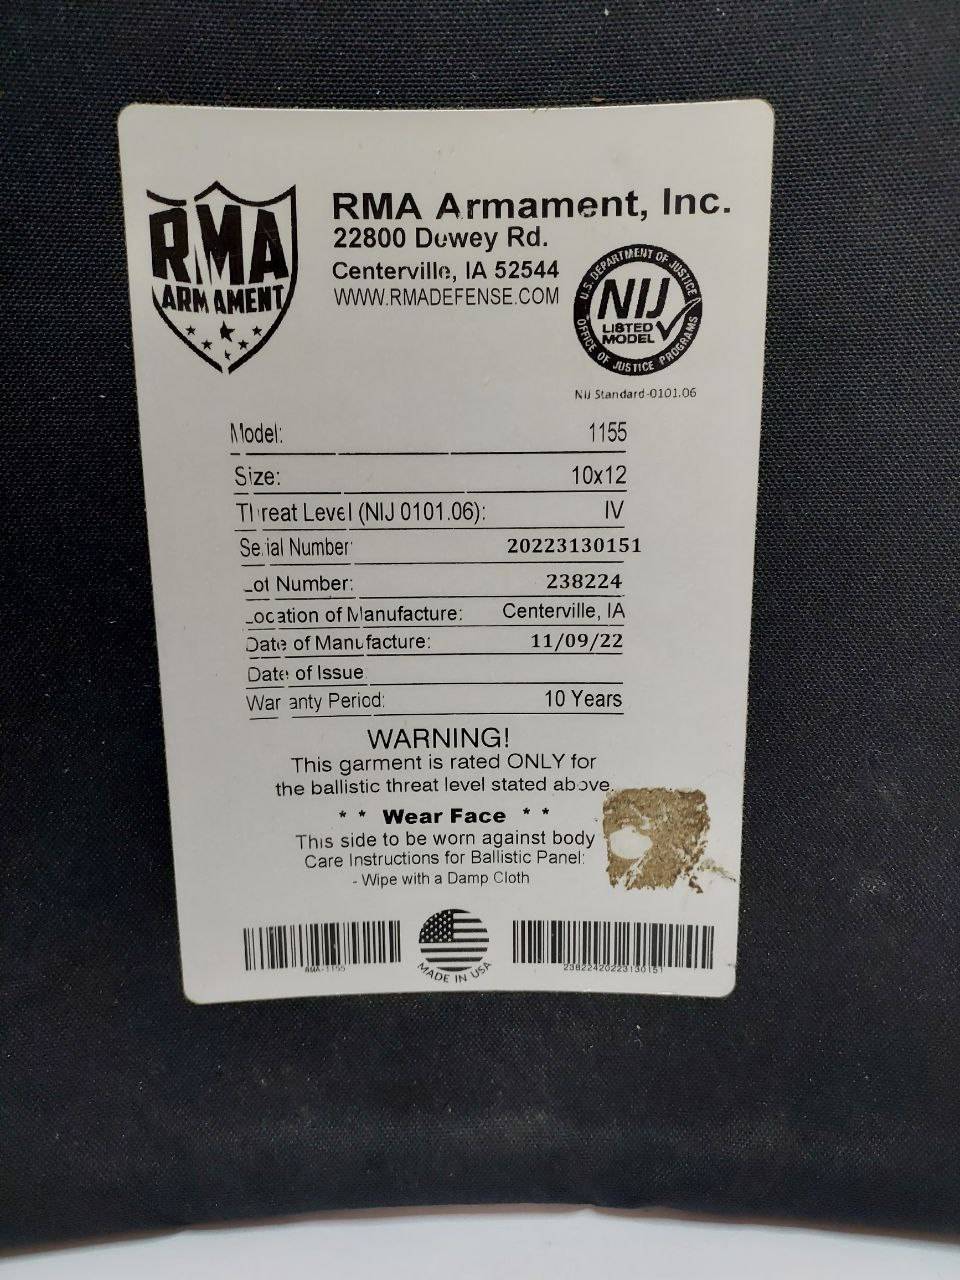 RMA
ARMAMENT
RMA Armament, Inc.
22800 Dewey Rd.
Centerville, IA 52544
WWW.RMADEFENSE.COM
U.S. DEPARTMENT OF JUSTICE
NIJ
LISTED
MODEL
OFFICE OF JUSTICE PROGRAMS
NIJ Standard-0101.06
Model: 1155
Size: 10x12
Threat Level (NIJ 0101.06): IV
Serial Number: 20223130151
Lot Number: 238224
Location of Manufacture: Centerville, IA
Date of Manufacture: 11/09/22
Date of Issue
Warranty Period: 10 Years
WARNING!
This garment is rated ONLY for
the ballistic threat level stated above.
* * Wear Face * *
This side to be worn against body
Care Instructions for Ballistic Panel:
- Wipe with a Damp Cloth
RMA-1155
MADE IN USA
23822420223130151